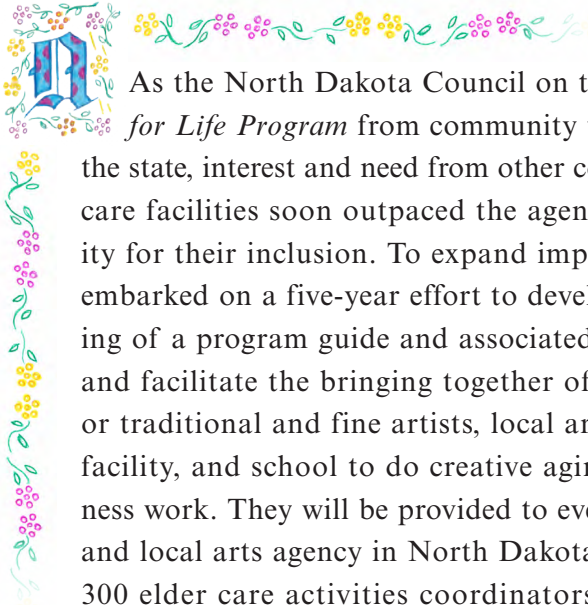 n
As the North Dakota Council on t
for Life Program from community
the state, interest and need from other c
care facilities soon outpaced the agen
ity for their inclusion. To expand imp
embarked on a five-year effort to devel
ing of a program guide and associated
and facilitate the bringing together of
or traditional and fine artists, local ar
facility, and school to do creative agin
ness work. They will be provided to eve
and local arts agency in North Dakota
300 elder care activities coordinators